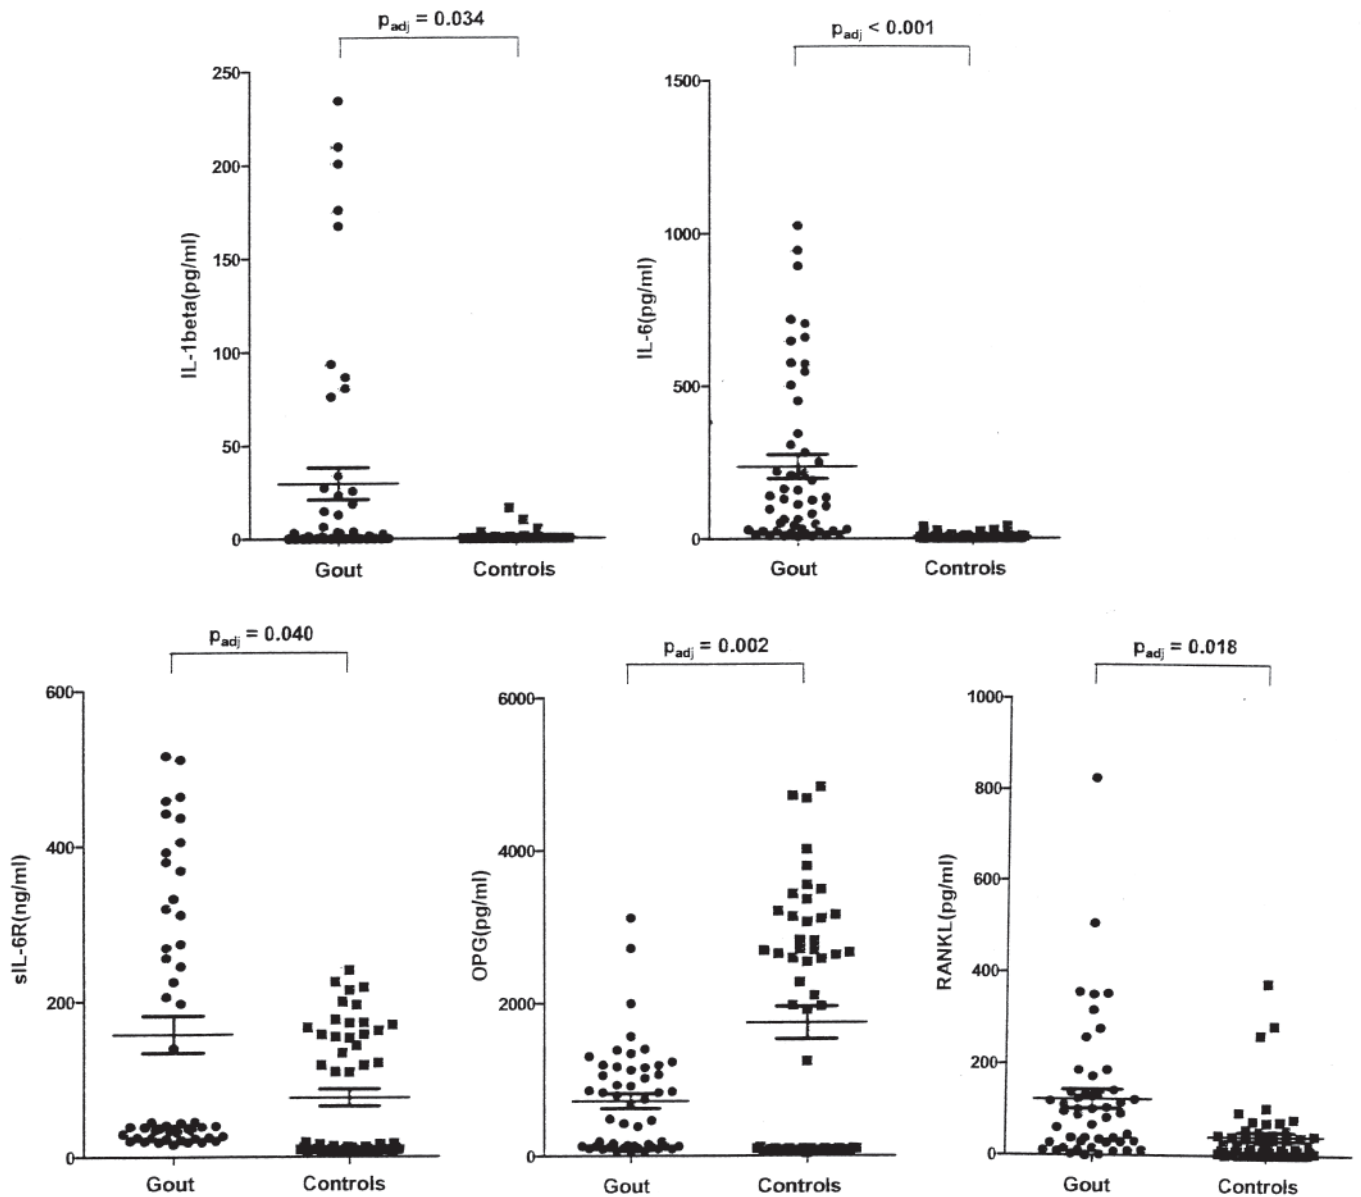 p_adj = 0.034
p_adj < 0.001
250
200
150
100
50
0
IL-1beta(pg/ml)
Gout
Controls
1500
1000
500
0
IL-6(pg/ml)
Gout
Controls
p_adj = 0.040
p_adj = 0.002
p_adj = 0.018
600
400
200
0
sIL-6R(ng/ml)
Gout
Controls
6000
4000
2000
0
OPG(pg/ml)
Gout
Controls
1000
800
600
400
200
0
RANKL(pg/ml)
Gout
Controls